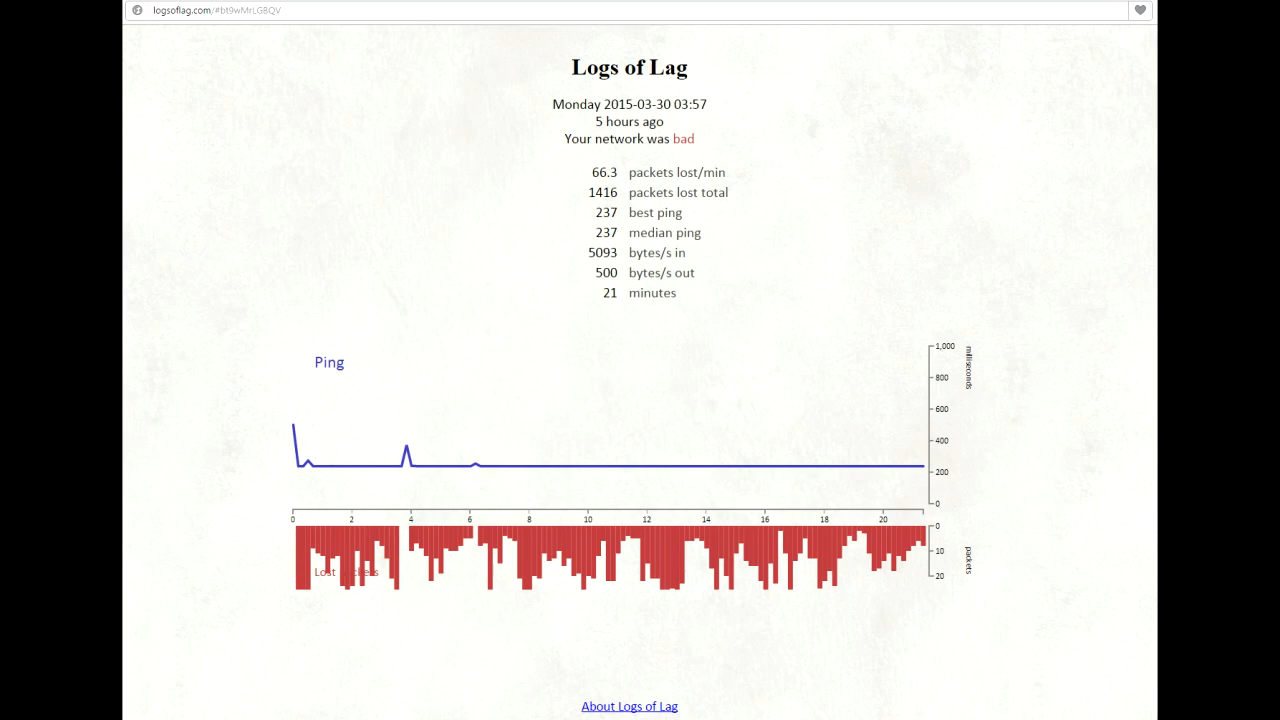 logsoflag.com/#bt9wMrLGBQV
Logs of Lag
Monday 2015-03-30 03:57
5 hours ago
Your network was bad
66.3 packets lost/min
1416 packets lost total
237 best ping
237 median ping
5093 bytes/s in
500 bytes/s out
21 minutes
Ping
1,000
800
600
400
200
0
milliseconds
0 2 4 6 8 10 12 14 16 18 20
Lost packets
0
10
20
packets
About Logs of Lag